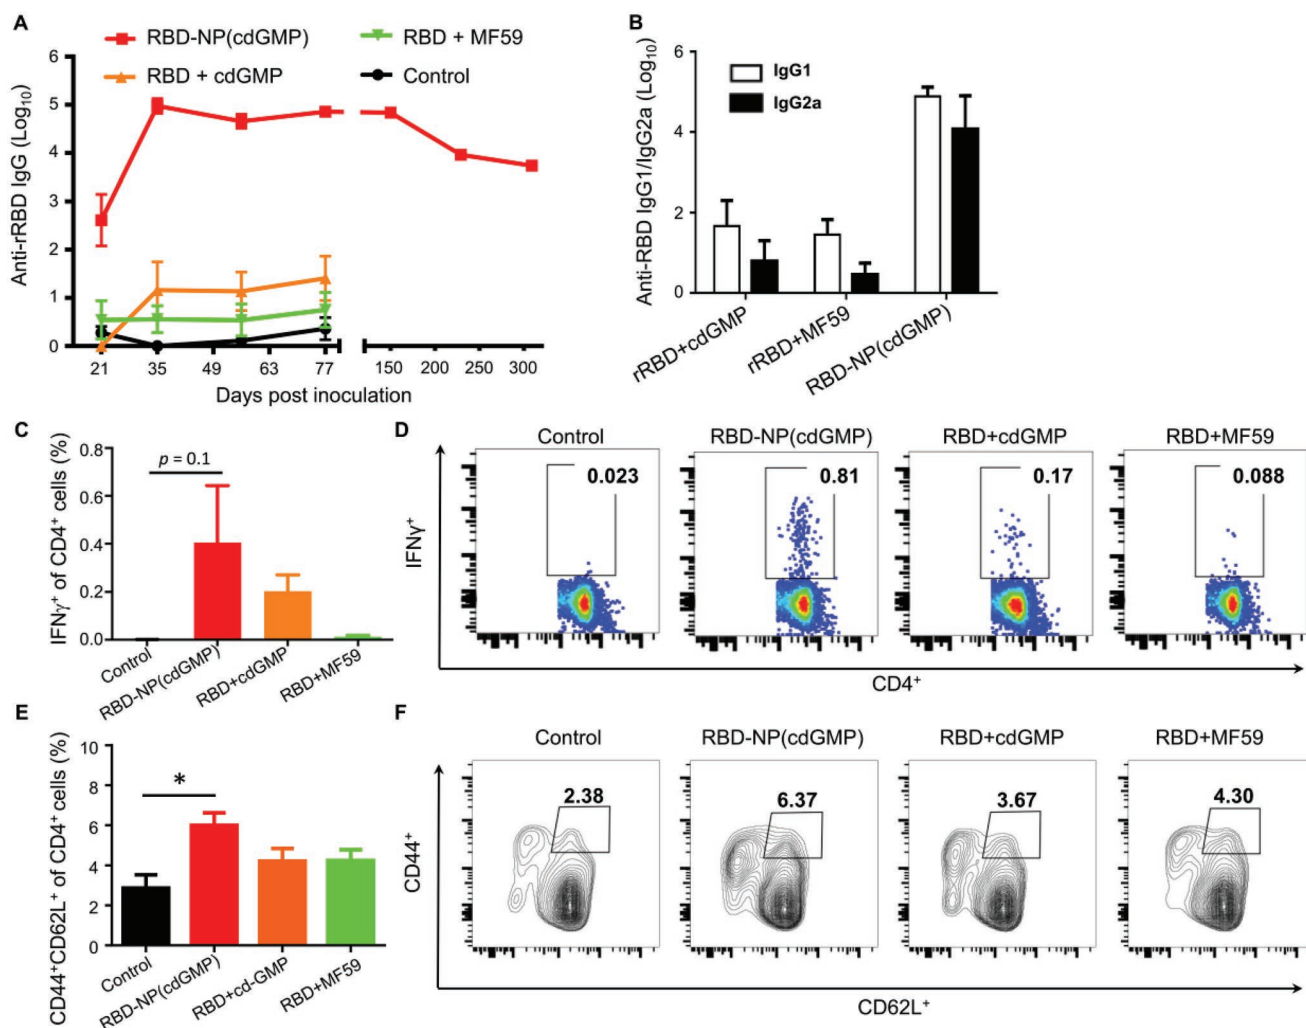 A
RBD-NP(cdGMP)
RBD + MF59
RBD + cdGMP
Control
Anti-rRBD IgG (Log10)
6
5
4
3
2
1
0
21 35 49 63 77 150 200 250 300
Days post inoculation
B
Anti-RBD IgG1/IgG2a (Log10)
6
4
2
0
IgG1
IgG2a
rRBD+cdGMP
rRBD+MF59
RBD-NP(cdGMP)
C
IFNγ+ of CD4+ cells (%)
0.8
0.6
0.4
0.2
0.0
p = 0.1
Control
RBD-NP(cdGMP)
RBD+cdGMP
RBD+MF59
D
Control
RBD-NP(cdGMP)
RBD+cdGMP
RBD+MF59
0.023
0.81
0.17
0.088
IFNγ+
CD4+
E
CD44+CD62L+ of CD4+ cells (%)
10
8
6
4
2
0
*
Control
RBD-NP(cdGMP)
RBD+cd-GMP
RBD+MF59
F
Control
RBD-NP(cdGMP)
RBD+cdGMP
RBD+MF59
2.38
6.37
3.67
4.30
CD44+
CD62L+